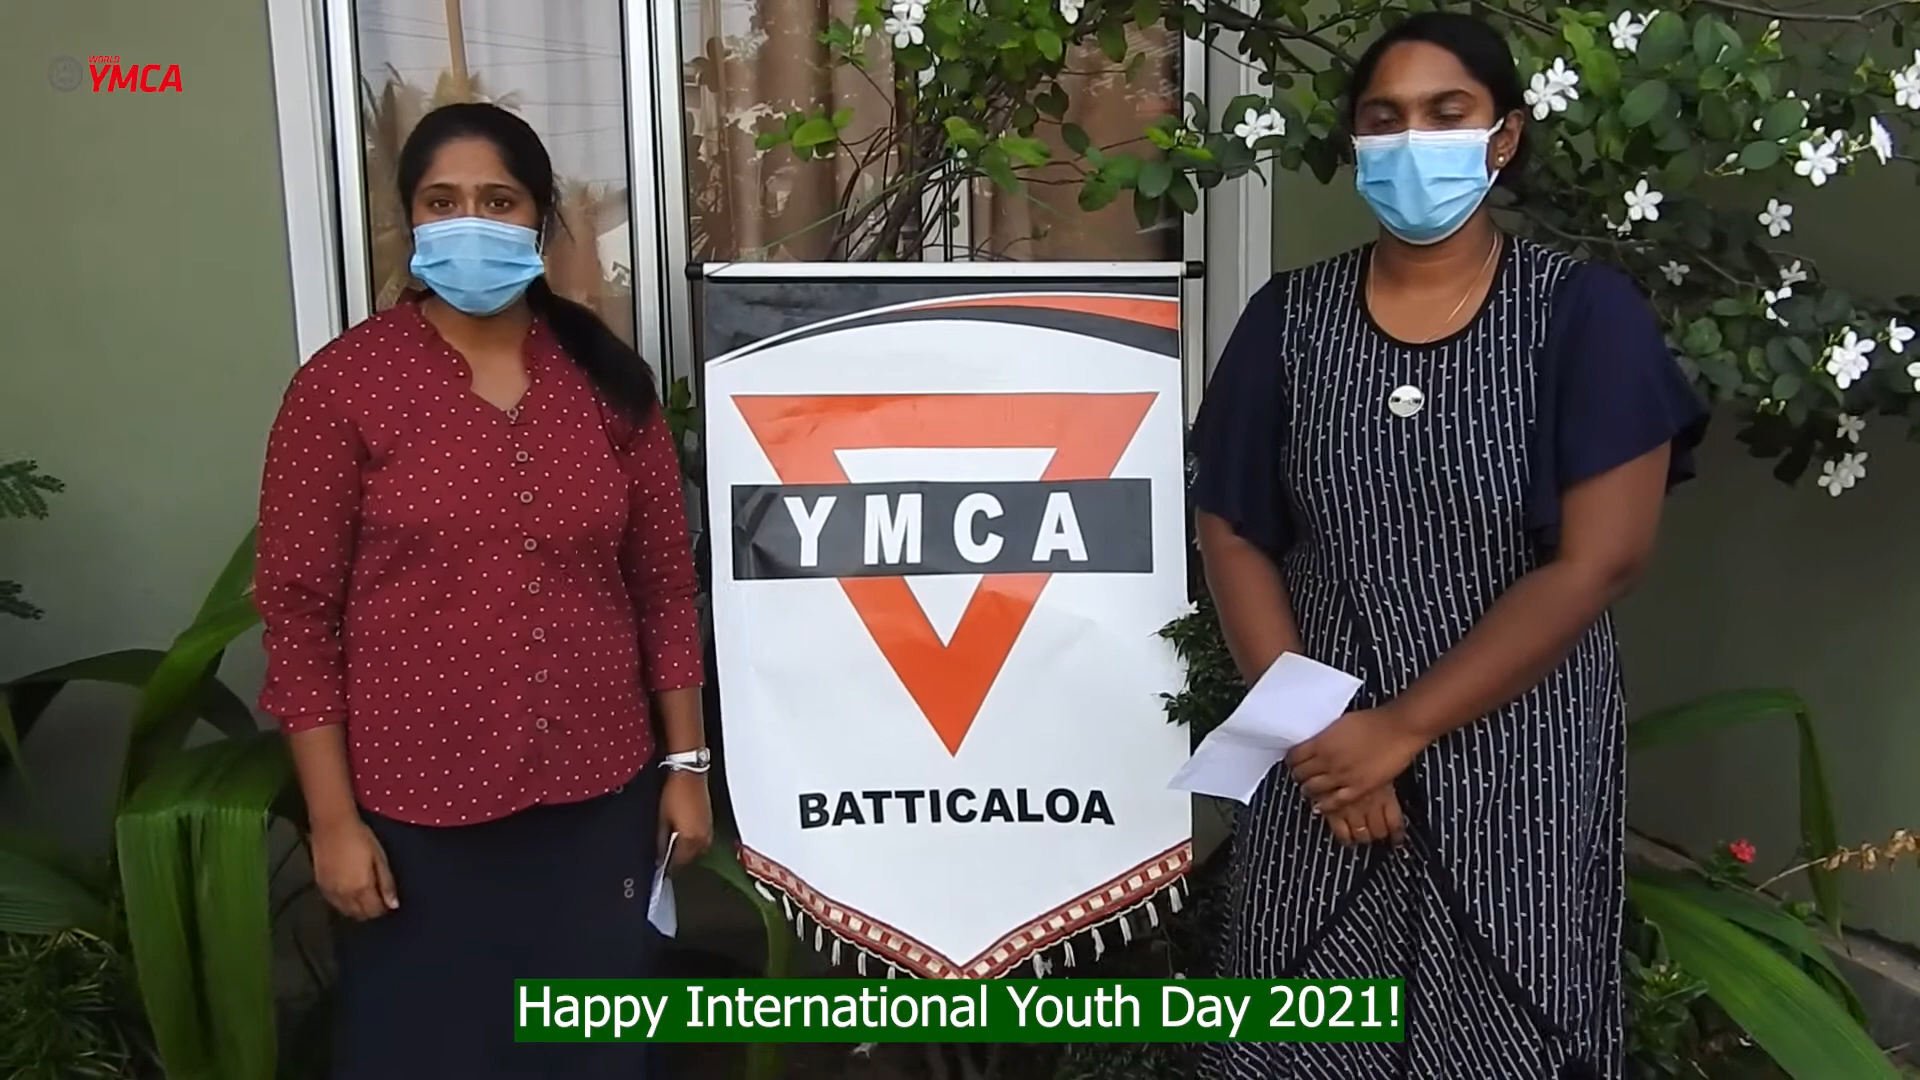 WORLD
YMCA
YMCA
BATTICALOA
Happy International Youth Day 2021!